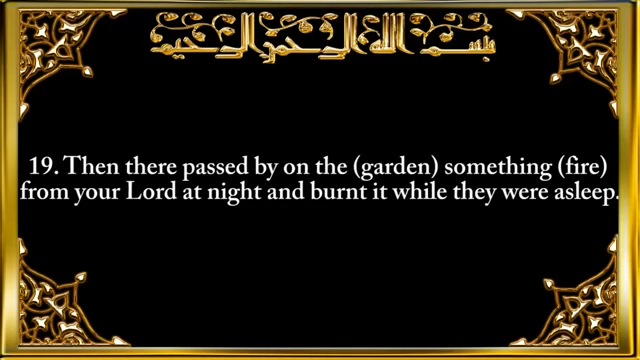 بسم الله الرحمن الرحيم
19. Then there passed by on the (garden) something (fire)
from your Lord at night and burnt it while they were asleep.